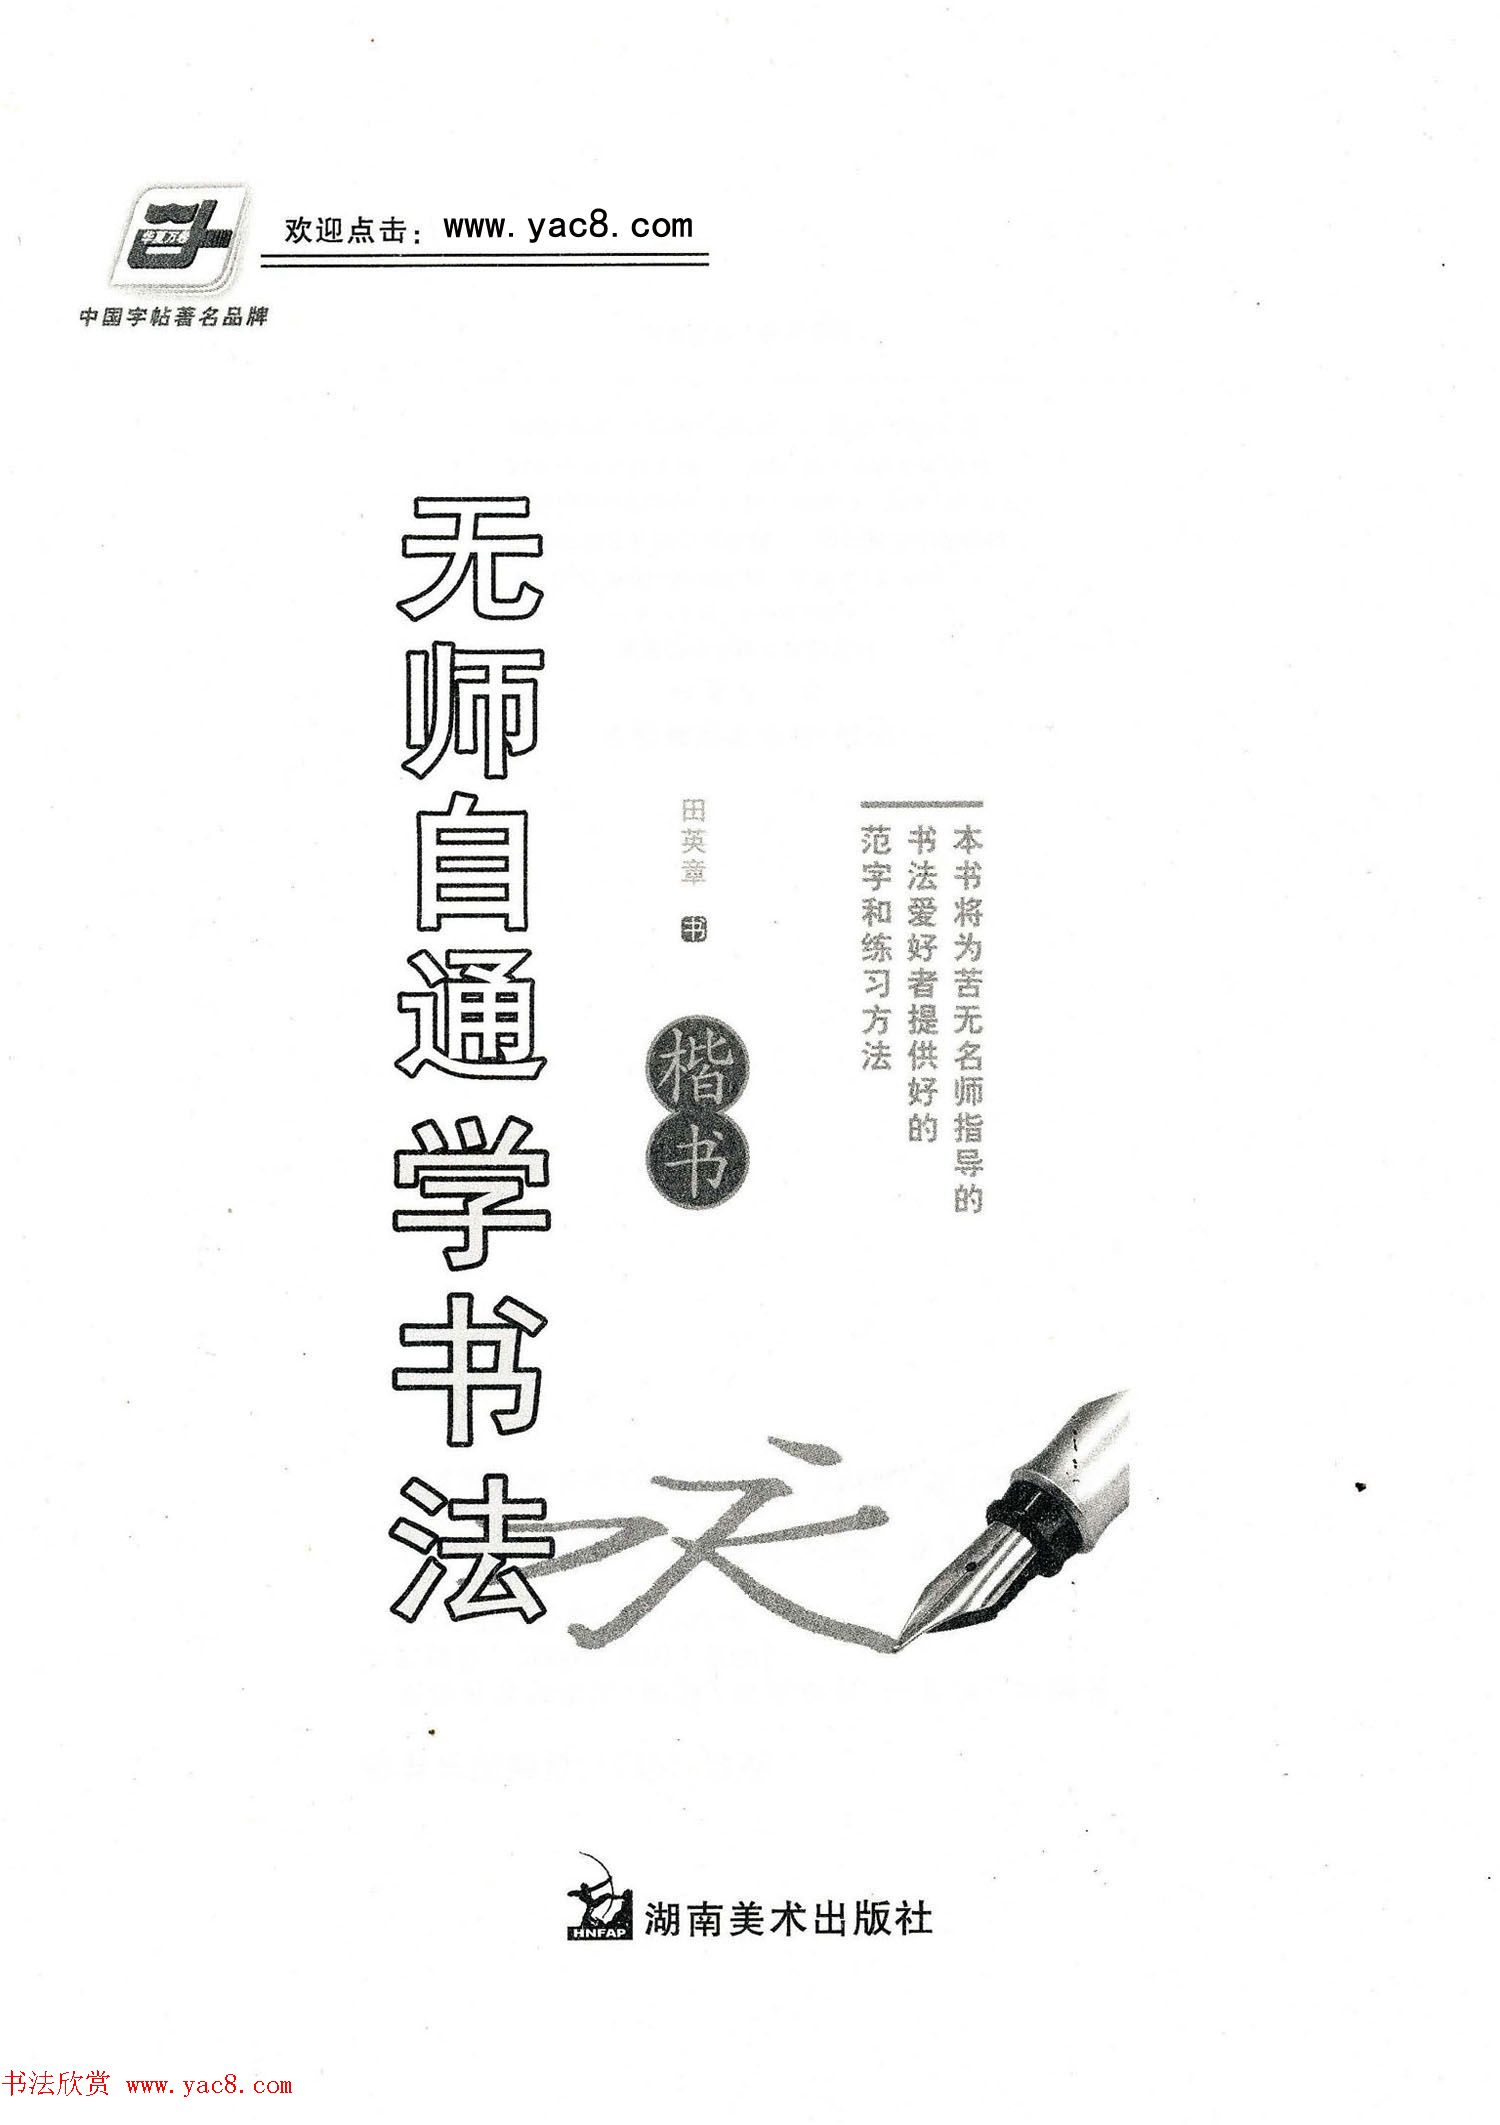 华夏万卷
中国字帖著名品牌
欢迎点击：www.yac8.com
本书将为苦无名师指导的
书法爱好者提供好的
范字和练习方法
田英章 书
楷书
无师自通学书法
HNFAP
湖南美术出版社
书法欣赏 www.yac8.com